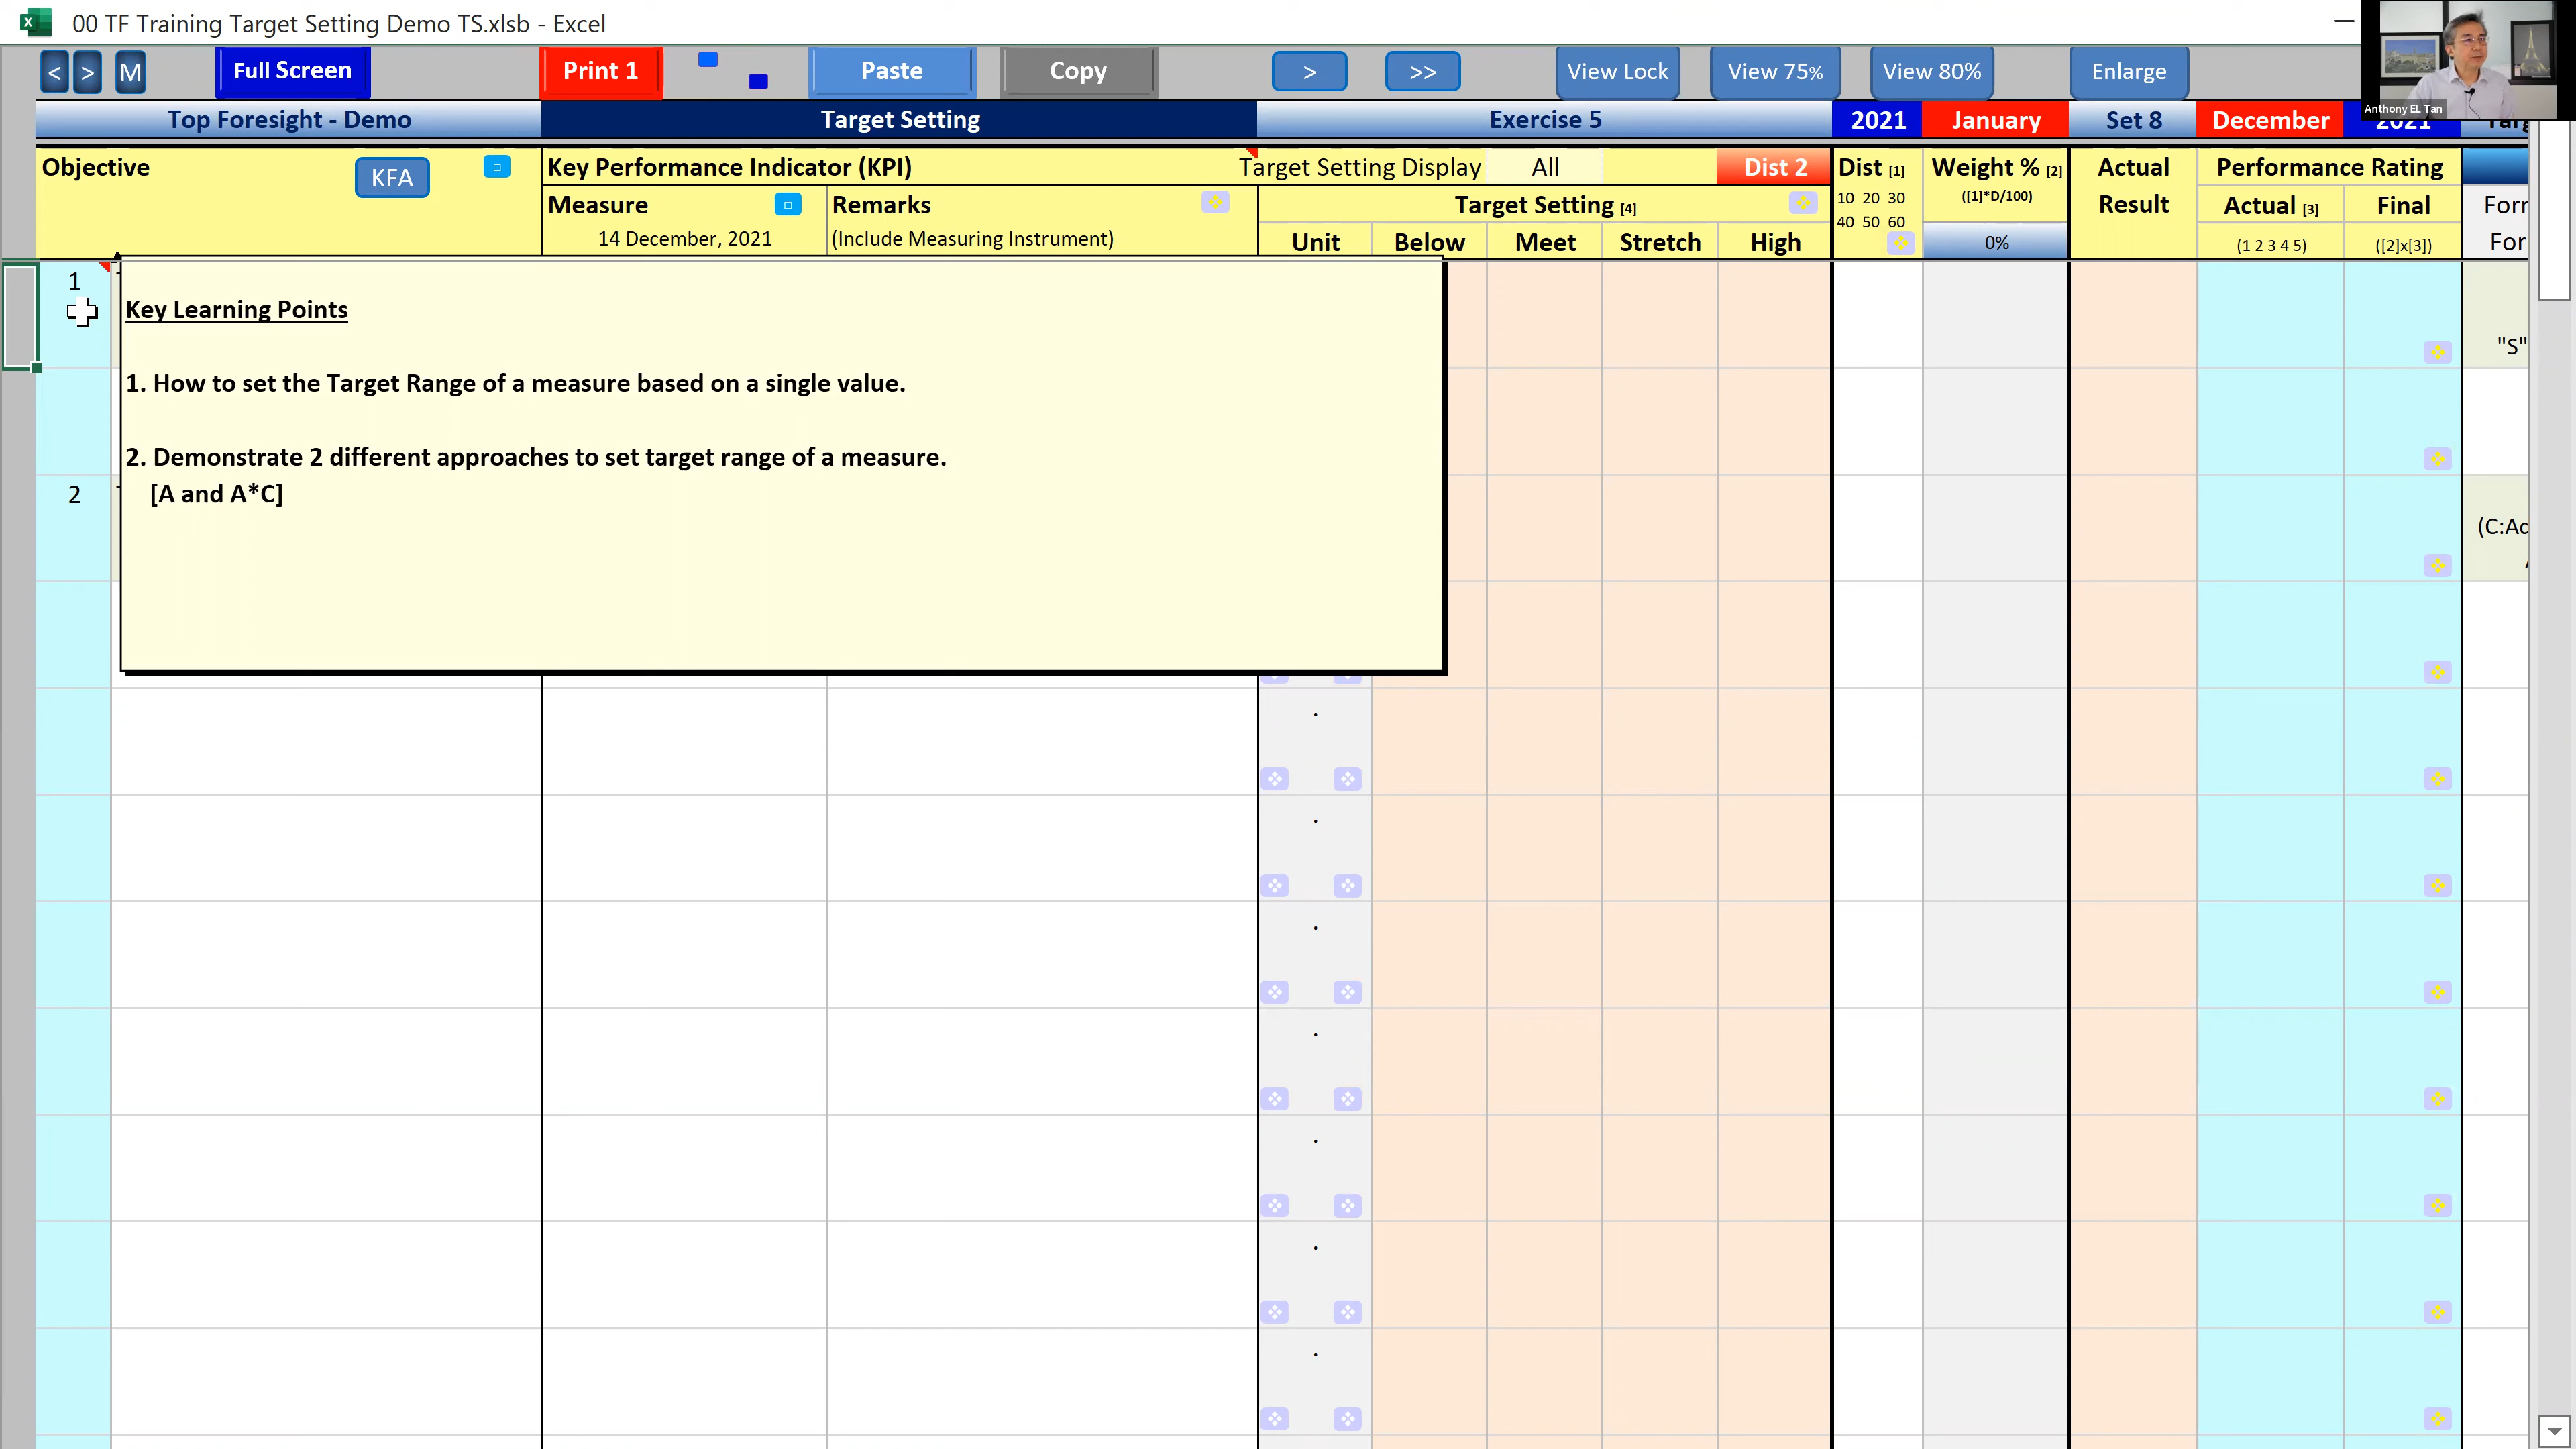 00 TF Training Target Setting Demo TS.xlsb - Excel
< > M Full Screen Print 1 Paste Copy > >> View Lock View 75% View 80% Enlarge
Anthony EL Tan
Top Foresight - Demo Target Setting Exercise 5 2021 January Set 8 December 2021
Objective KFA Key Performance Indicator (KPI) Target Setting Display All Dist 2 Dist [1] Weight % [2] Actual Performance Rating
Measure Remarks Target Setting [4] 10 20 30 ([1]*D/100) Result Actual [3] Final
14 December, 2021 (Include Measuring Instrument) Unit Below Meet Stretch High 40 50 60 0% (1 2 3 4 5) ([2]x[3])
1
Key Learning Points
"S"
1. How to set the Target Range of a measure based on a single value.
2. Demonstrate 2 different approaches to set target range of a measure.
[A and A*C]
2